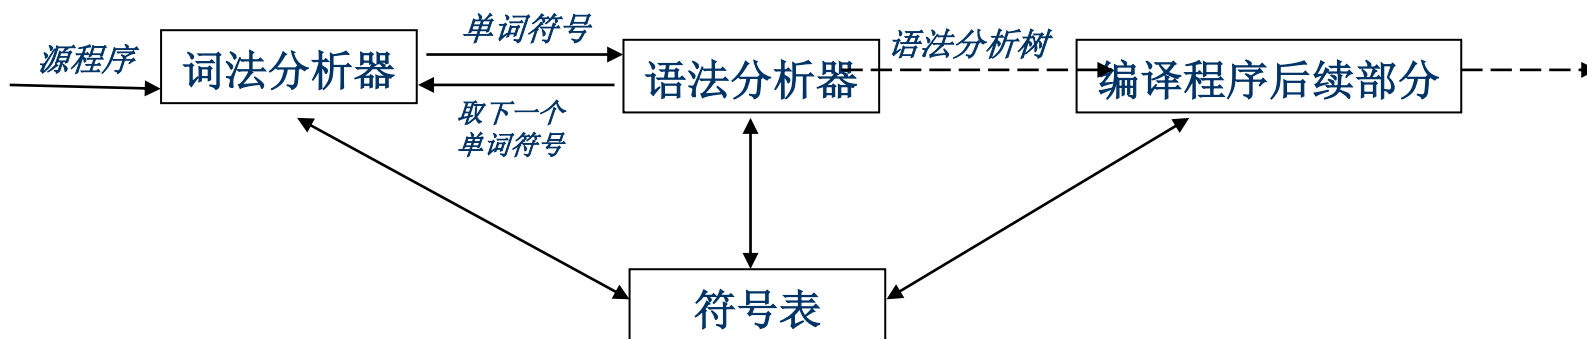 源程序
词法分析器
单词符号
取下一个
单词符号
语法分析器
语法分析树
编译程序后续部分
符号表